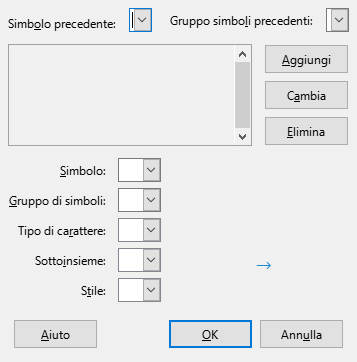 Simbolo precedente: Gruppo simboli precedenti:
Aggiungi
Cambia
Elimina
Simbolo:
Gruppo di simboli:
Tipo di carattere:
Sottoinsieme: →
Stile:
Aiuto OK Annulla